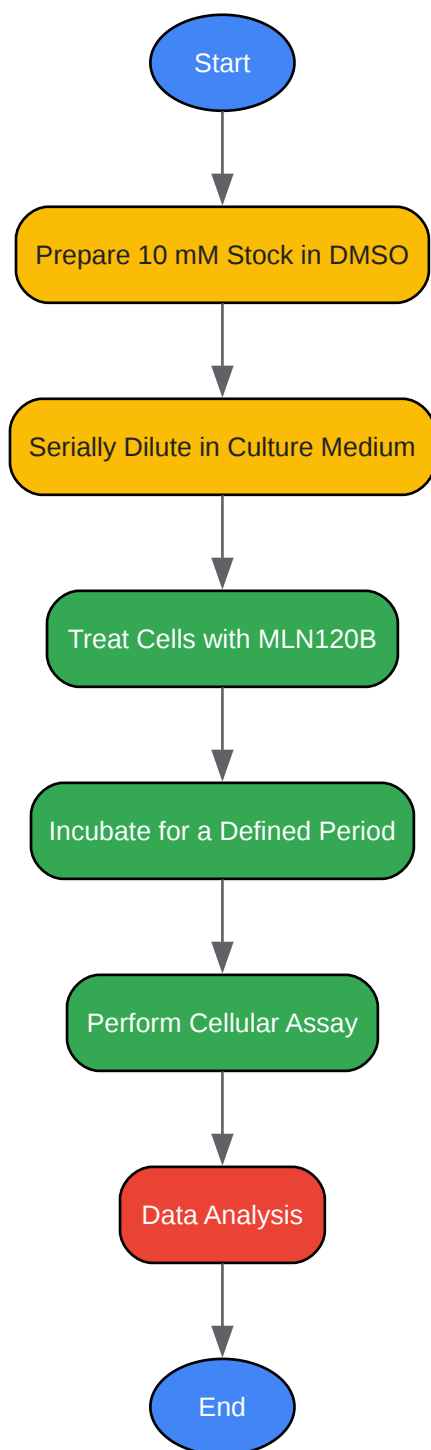 Start
Prepare 10 mM Stock in DMSO
Serially Dilute in Culture Medium
Treat Cells with MLN120B
Incubate for a Defined Period
Perform Cellular Assay
Data Analysis
End